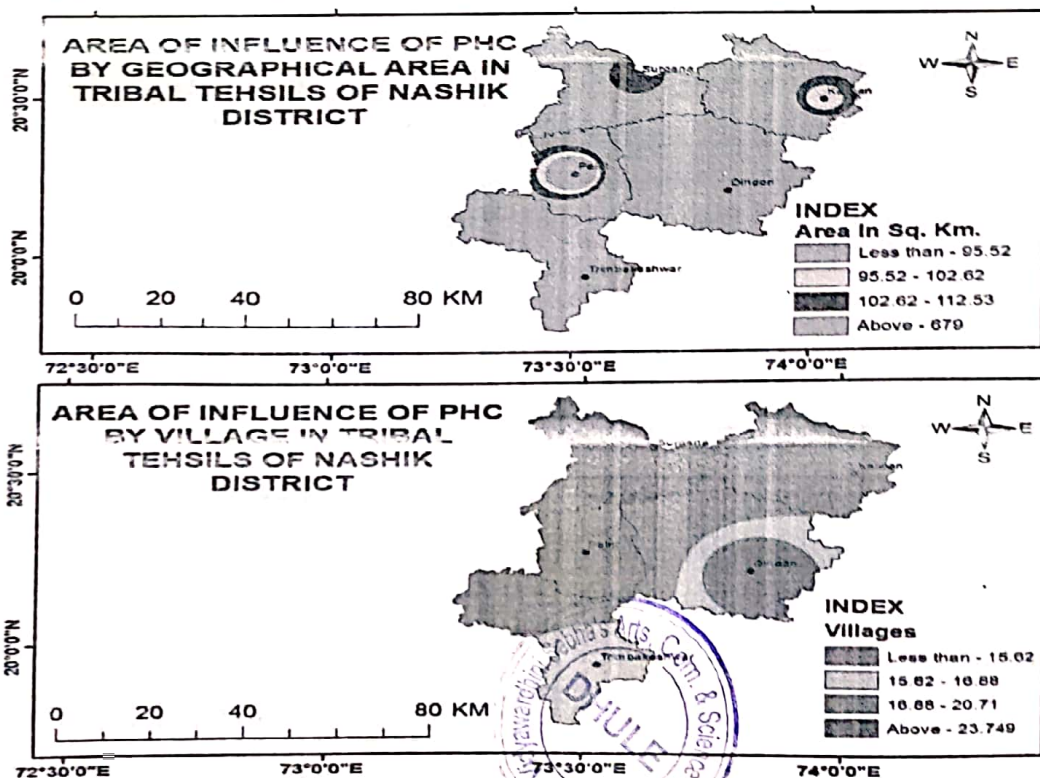 AREA OF INFLUENCE OF PHC
BY GEOGRAPHICAL AREA IN
TRIBAL TEHSILS OF NASHIK
DISTRICT
N
W E
S
20°30'0"N
20°0'0"N
Surgana
Dindori
Trimbakeshwar
INDEX
Area In Sq. Km.
Less than - 95.52
95.52 - 102.62
102.62 - 112.53
Above - 679
0 20 40 80 KM
72°30'0"E 73°0'0"E 73°30'0"E 74°0'0"E
AREA OF INFLUENCE OF PHC
BY VILLAGE IN TRIBAL
TEHSILS OF NASHIK
DISTRICT
N
W E
S
20°30'0"N
20°0'0"N
Trimbakeshwar
INDEX
Villages
Less than - 15.62
15.62 - 16.88
16.88 - 20.71
Above - 23.749
0 20 40 80 KM
72°30'0"E 73°0'0"E 73°30'0"E 74°0'0"E
Arts, Com. & Science
DHULE